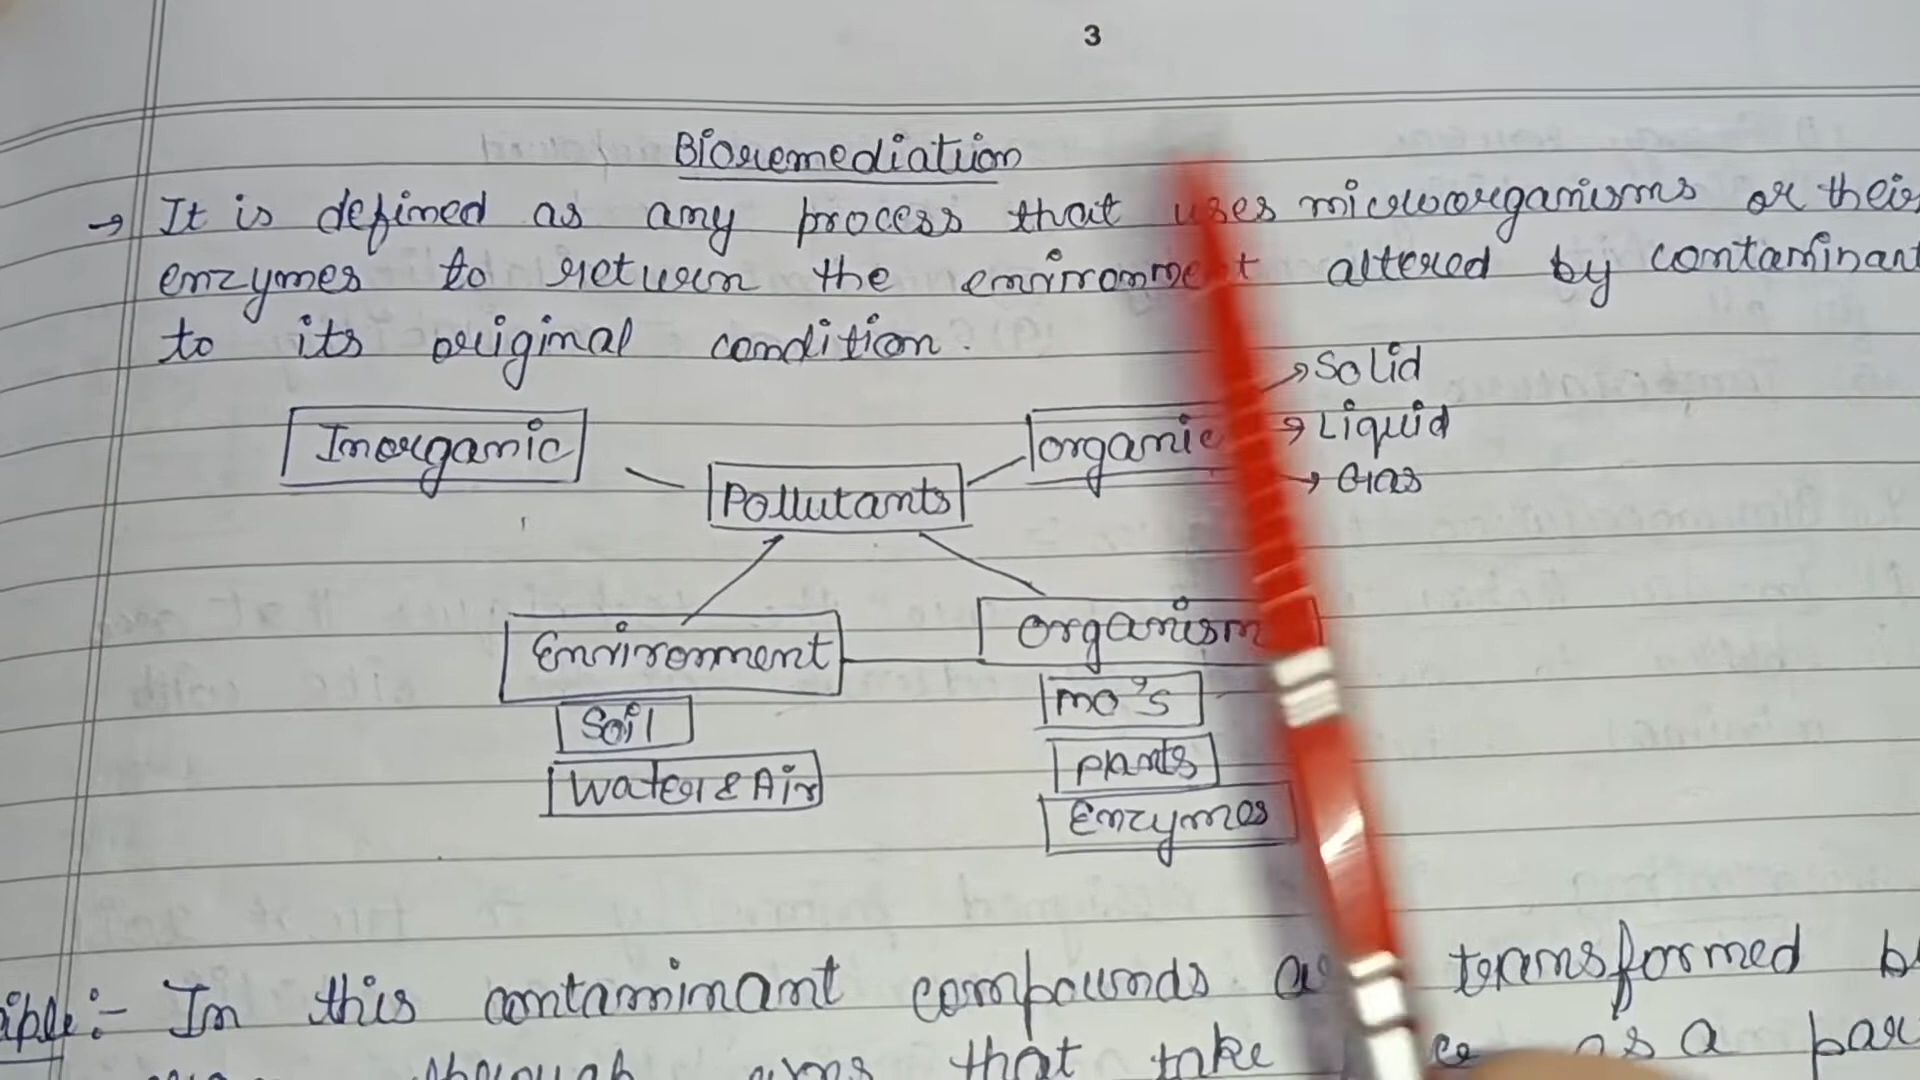 3
Bioremediation
→ It is defined as any process that uses microorganisms or their
enzymes to return the environment altered by contaminant
to its original condition.
→ Solid
Inorganic
organic
→ Liquid
Pollutants
→ Gas
Environment
Organism
Soil
mo's
Water & Air
Plants
Enzymes
:- In this contaminant compounds transformed
that take as a